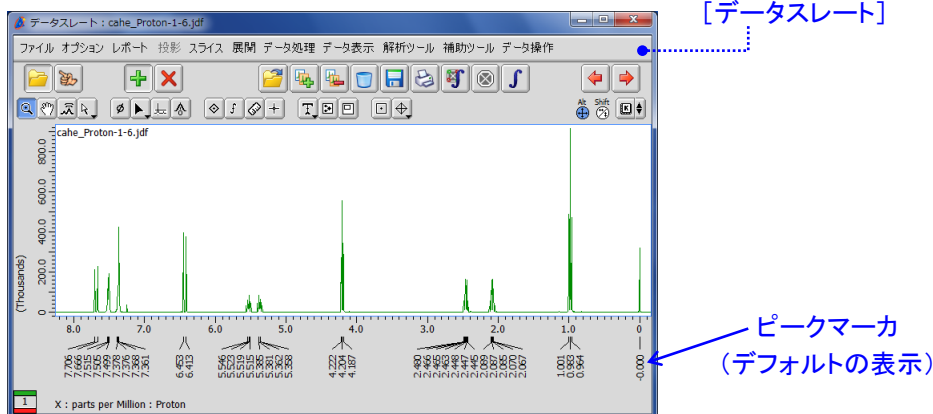 データスレート : cahe_Proton-1-6.jdf
[データスレート]
ファイル オプション レポート 投影 スライス 展開 データ処理 データ表示 解析ツール 補助ツール データ操作
Alt Shift
cahe_Proton-1-6.jdf
(Thousands)
800.0
600.0
400.0
200.0
0
8.0 7.0 6.0 5.0 4.0 3.0 2.0 1.0 0
7.706 7.666 7.515 7.505 7.499 7.378 7.376 7.368 7.361 6.453 6.413 5.546 5.523 5.519 5.515 5.385 5.381 5.362 5.358 4.222 4.204 4.187 2.480 2.466 2.465 2.463 2.448 2.447 2.445 2.089 2.087 2.085 2.070 2.067 1.001 0.983 0.964 -0.000
ピークマーカ
(デフォルトの表示)
1
X : parts per Million : Proton